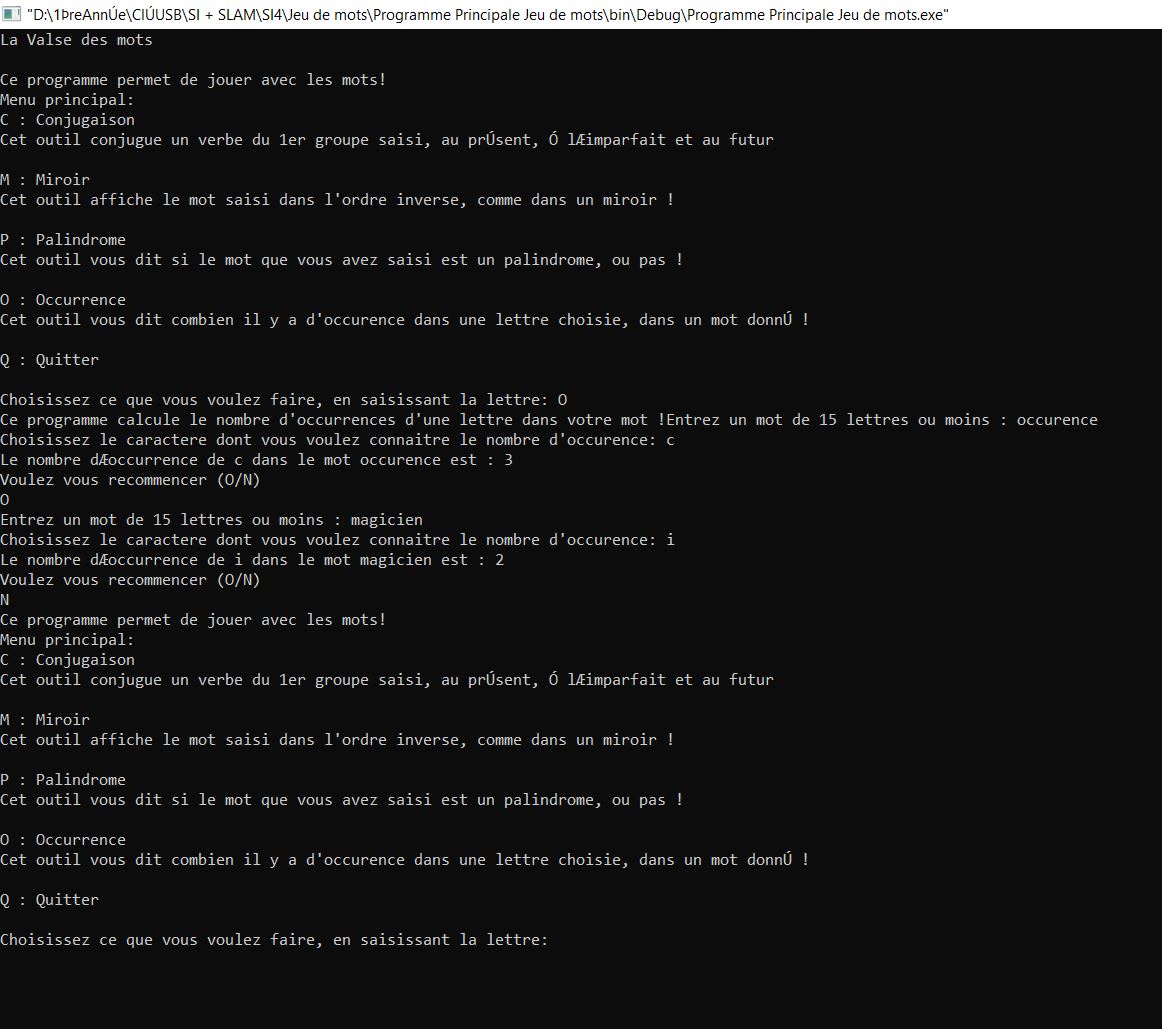 "D:\1ÞreAnnÚe\CIÚUSB\SI + SLAM\SI4\Jeu de mots\Programme Principale Jeu de mots\bin\Debug\Programme Principale Jeu de mots.exe"
La Valse des mots
Ce programme permet de jouer avec les mots!
Menu principal:
C : Conjugaison
Cet outil conjugue un verbe du 1er groupe saisi, au prÚsent, Ó lÆimparfait et au futur
M : Miroir
Cet outil affiche le mot saisi dans l'ordre inverse, comme dans un miroir !
P : Palindrome
Cet outil vous dit si le mot que vous avez saisi est un palindrome, ou pas !
O : Occurrence
Cet outil vous dit combien il y a d'occurence dans une lettre choisie, dans un mot donnÚ !
Q : Quitter
Choisissez ce que vous voulez faire, en saisissant la lettre: O
Ce programme calcule le nombre d'occurrences d'une lettre dans votre mot !Entrez un mot de 15 lettres ou moins : occurence
Choisissez le caractere dont vous voulez connaitre le nombre d'occurence: c
Le nombre dÆoccurrence de c dans le mot occurence est : 3
Voulez vous recommencer (O/N)
O
Entrez un mot de 15 lettres ou moins : magicien
Choisissez le caractere dont vous voulez connaitre le nombre d'occurence: i
Le nombre dÆoccurrence de i dans le mot magicien est : 2
Voulez vous recommencer (O/N)
N
Ce programme permet de jouer avec les mots!
Menu principal:
C : Conjugaison
Cet outil conjugue un verbe du 1er groupe saisi, au prÚsent, Ó lÆimparfait et au futur
M : Miroir
Cet outil affiche le mot saisi dans l'ordre inverse, comme dans un miroir !
P : Palindrome
Cet outil vous dit si le mot que vous avez saisi est un palindrome, ou pas !
O : Occurrence
Cet outil vous dit combien il y a d'occurence dans une lettre choisie, dans un mot donnÚ !
Q : Quitter
Choisissez ce que vous voulez faire, en saisissant la lettre: